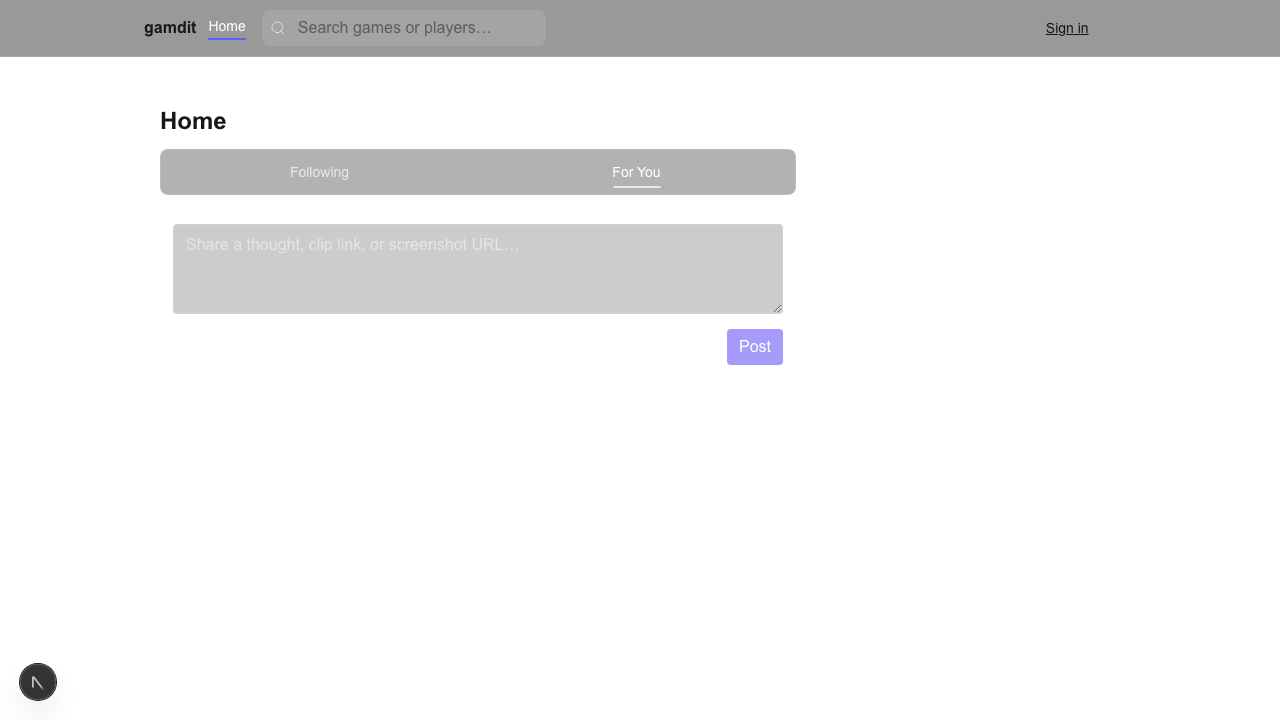 gamdit Home Search games or players… Sign in
Home
Following For You
Share a thought, clip link, or screenshot URL…
Post